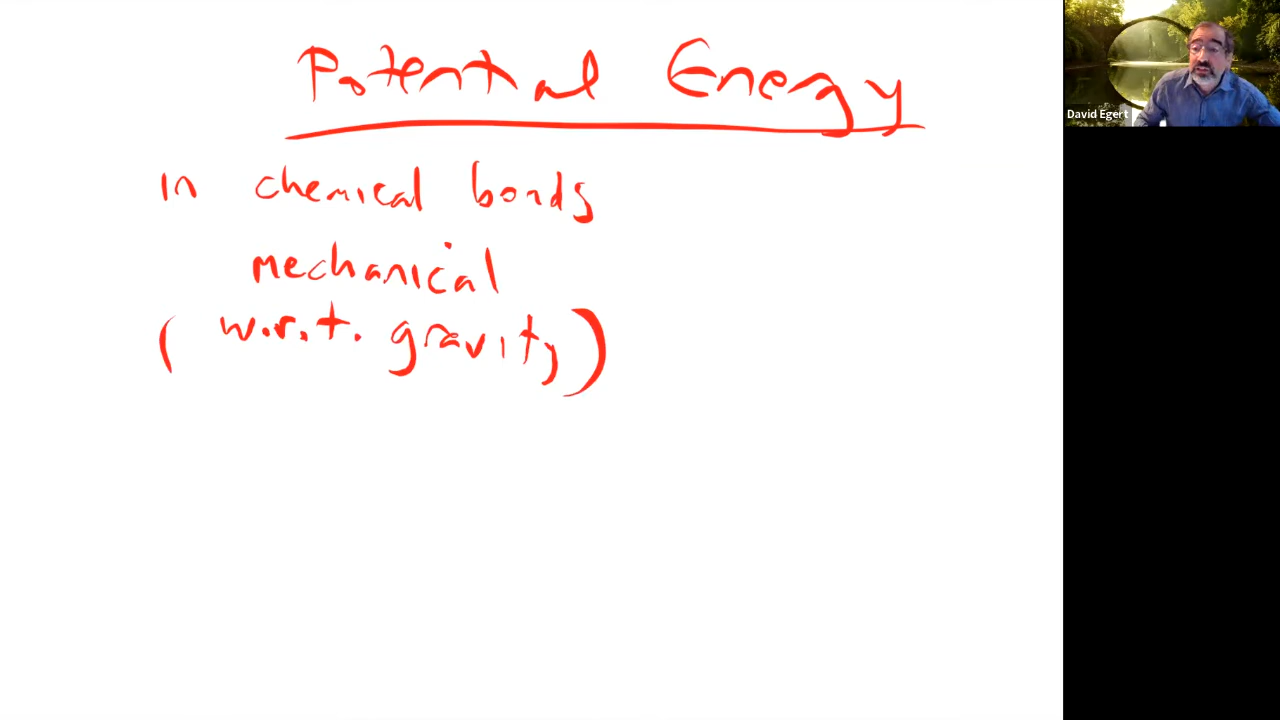 Potential Energy
in chemical bonds
mechanical
( w.r.t. gravity)
David Egert